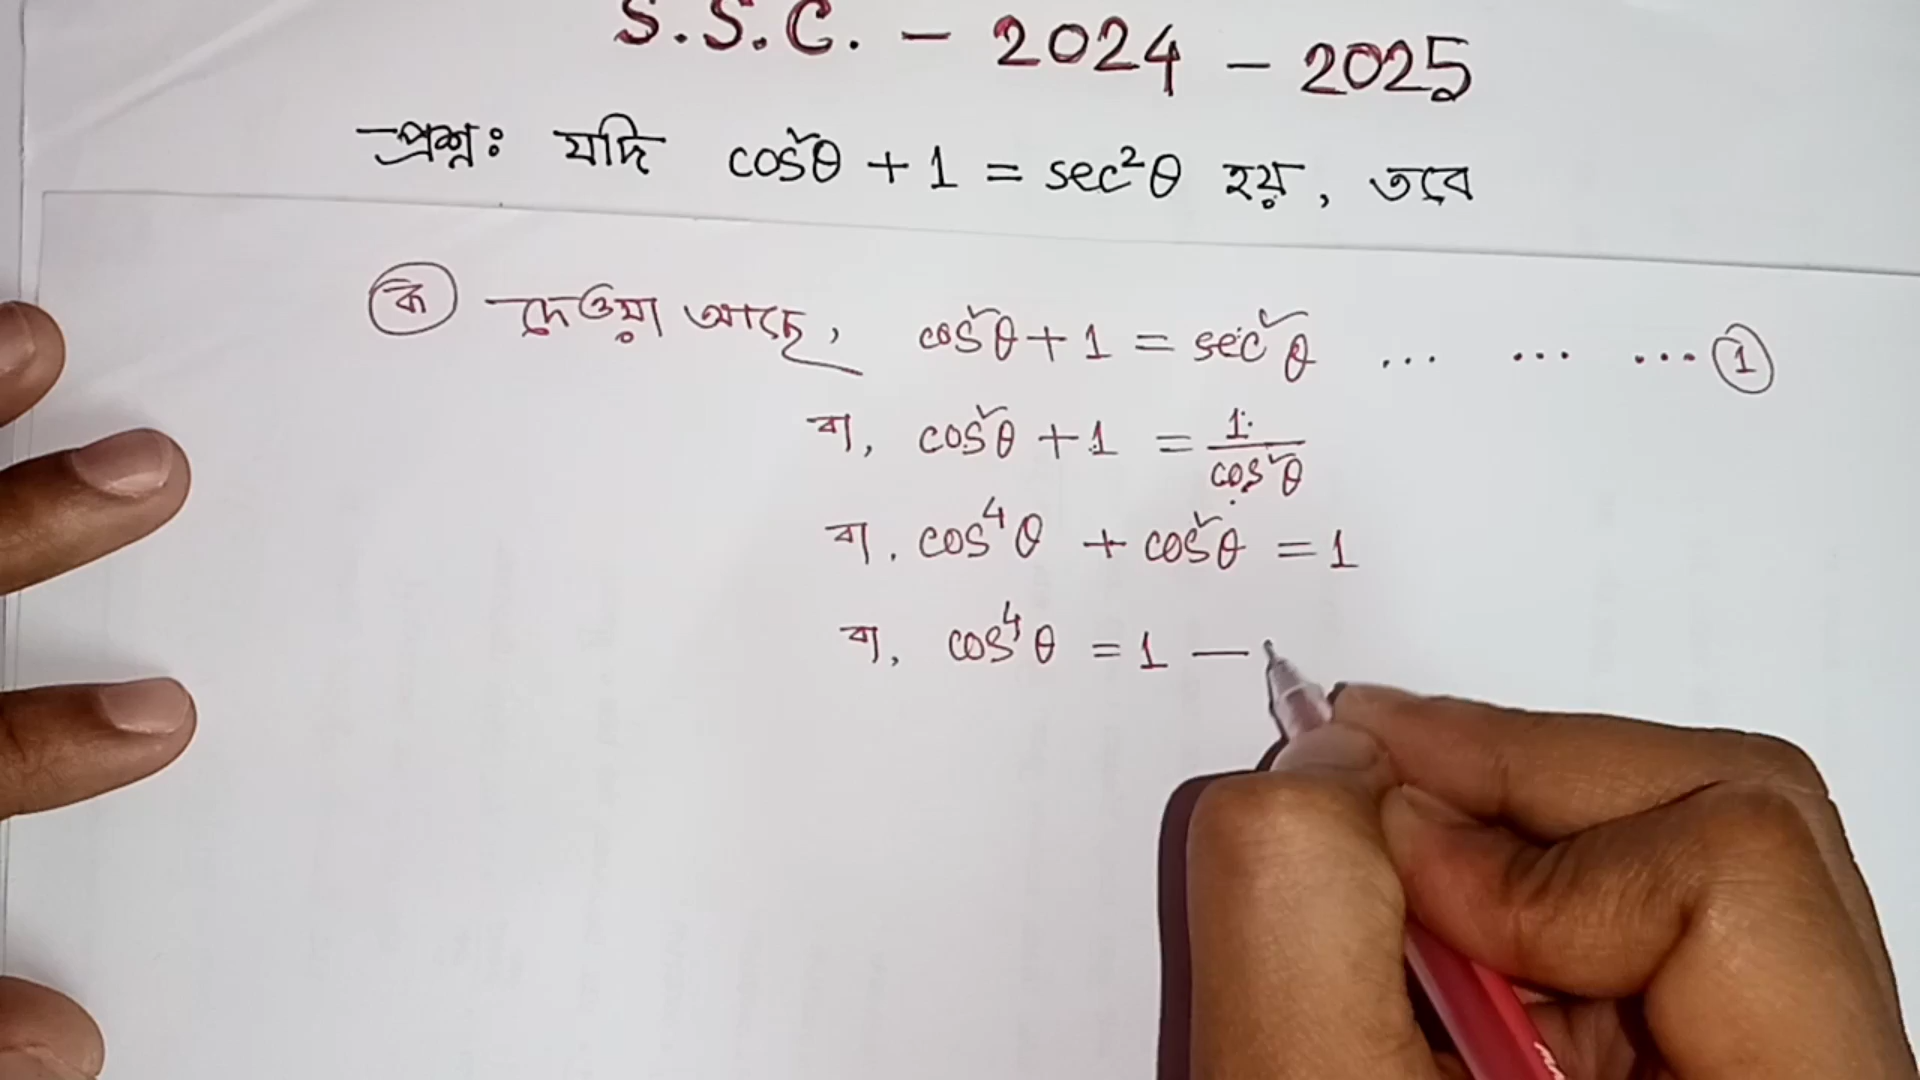 S.S.C. - 2024 - 2025
প্রশ্নঃ যদি cos²θ + 1 = sec²θ হয়, তবে
ক দেওয়া আছে, cos²θ + 1 = sec²θ ... ... ... 1
বা, cos²θ + 1 = 1/cos²θ
বা, cos⁴θ + cos²θ = 1
বা, cos⁴θ = 1 —